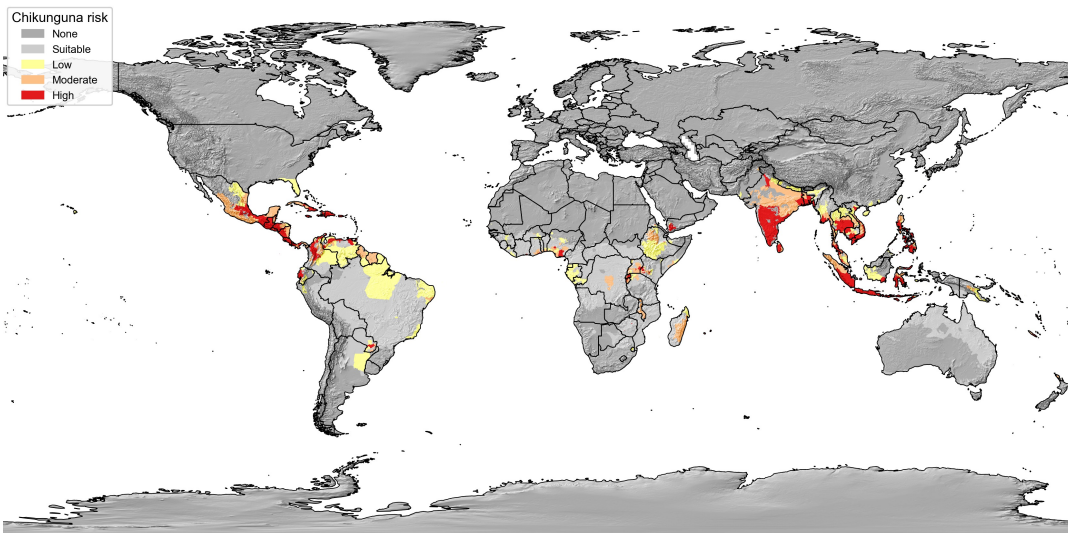 Chikunguna risk
None
Suitable
Low
Moderate
High